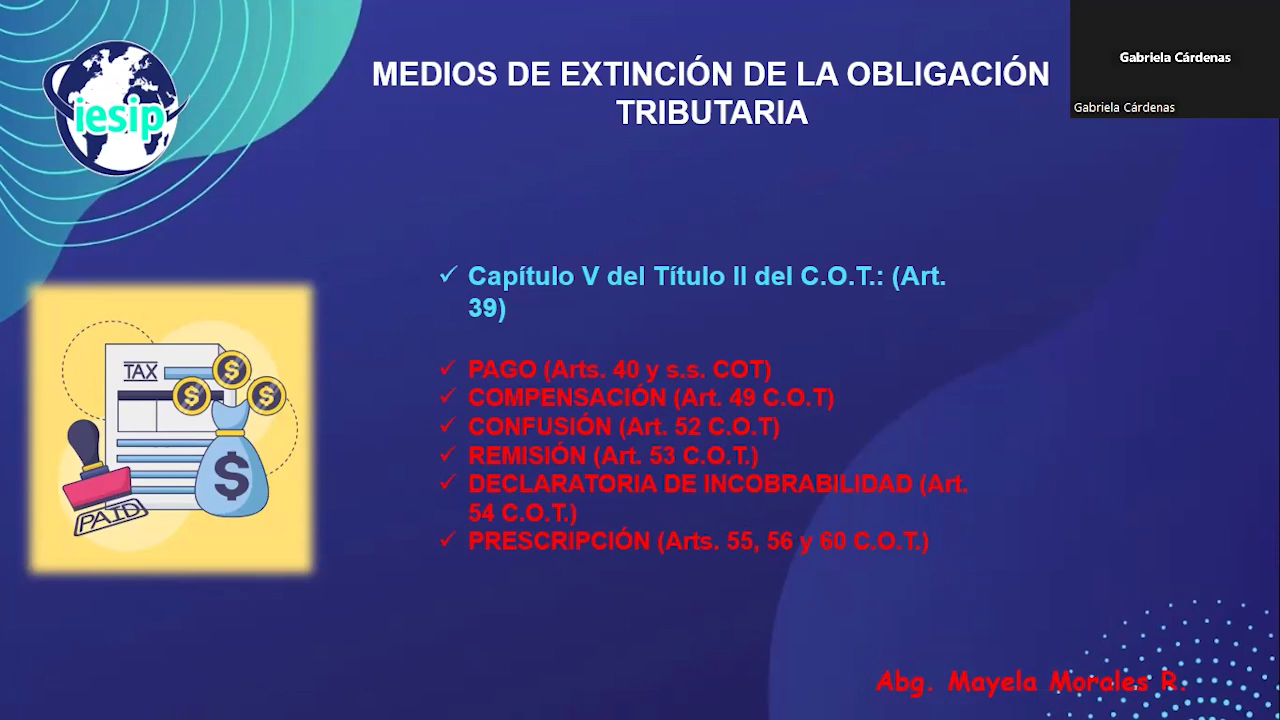 MEDIOS DE EXTINCIÓN DE LA OBLIGACIÓN
TRIBUTARIA
Gabriela Cárdenas
Gabriela Cárdenas
iesip
✓ Capítulo V del Título II del C.O.T.: (Art.
39)
✓ PAGO (Arts. 40 y s.s. COT)
✓ COMPENSACIÓN (Art. 49 C.O.T)
✓ CONFUSIÓN (Art. 52 C.O.T)
✓ REMISIÓN (Art. 53 C.O.T.)
✓ DECLARATORIA DE INCOBRABILIDAD (Art.
54 C.O.T.)
✓ PRESCRIPCIÓN (Arts. 55, 56 y 60 C.O.T.)
TAX
$ $ $
$
PAID
Abg. Mayela Morales R.